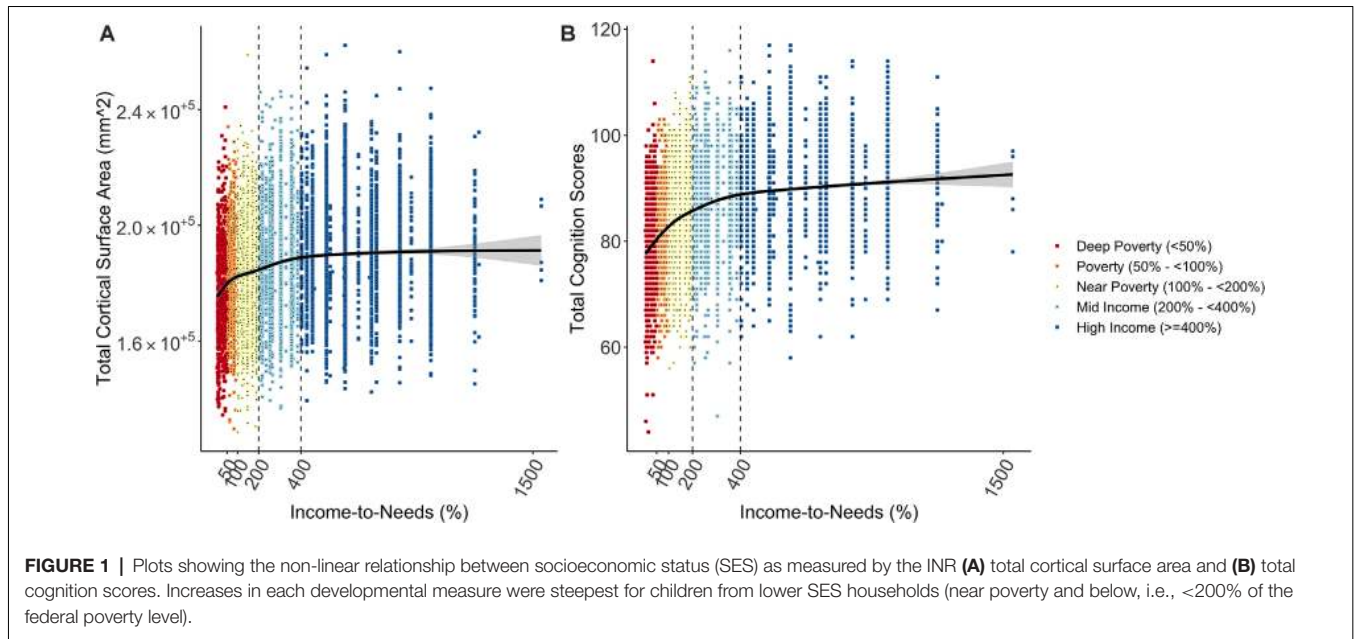 A
Total Cortical Surface Area (mm^2)
2.4 × 10+5
2.0 × 10+5
1.6 × 10+5
50
100
200
400
1500
Income-to-Needs (%)
B
Total Cognition Scores
120
100
80
60
50
100
200
400
1500
Income-to-Needs (%)
Deep Poverty (<50%)
Poverty (50% - <100%)
Near Poverty (100% - <200%)
Mid Income (200% - <400%)
High Income (>=400%)
FIGURE 1 | Plots showing the non-linear relationship between socioeconomic status (SES) as measured by the INR (A) total cortical surface area and (B) total
cognition scores. Increases in each developmental measure were steepest for children from lower SES households (near poverty and below, i.e., <200% of the
federal poverty level).